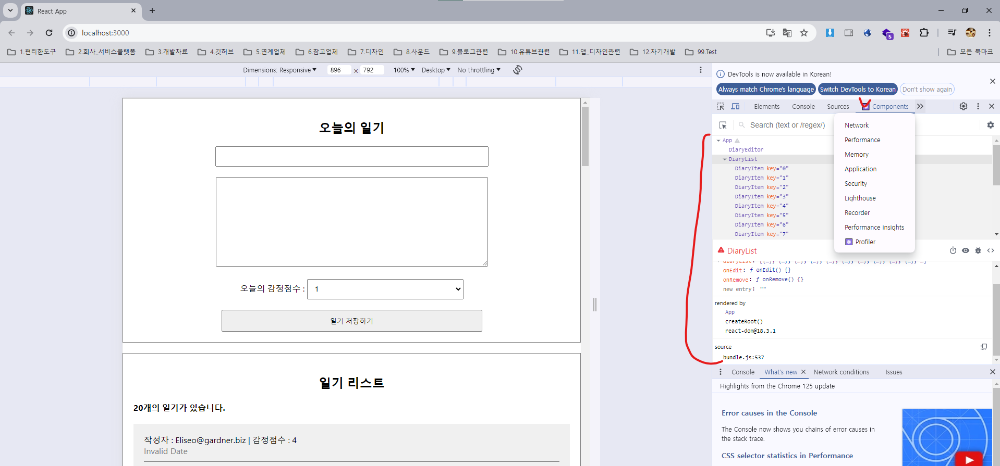 React App
localhost:3000
5
1.편리한도구
2.회사_서비스플랫폼
3.개발자료
4.깃허브
5.연계업체
6.참고업체
7.디자인
8.사운드
9.블로그관련
10.유튜브관련
11.앱_디자인관련
12.자기개발
99.Test
모든 북마크
Dimensions: Responsive
896
×
792
100%
Desktop
No throttling
오늘의 일기
오늘의 감정점수 :
1
일기 저장하기
일기 리스트
20개의 일기가 있습니다.
작성자 : Eliseo@gardner.biz | 감정점수 : 4
Invalid Date
DevTools is now available in Korean!
Always match Chrome's language
Switch DevTools to Korean
Don't show again
Elements
Console
Sources
Components
Search (text or /regex/)
Network
Performance
Memory
Application
Security
Lighthouse
Recorder
Performance insights
Profiler
App
DiaryEditor
DiaryList
DiaryItem key="0"
DiaryItem key="1"
DiaryItem key="2"
DiaryItem key="3"
DiaryItem key="4"
DiaryItem key="5"
DiaryItem key="6"
DiaryItem key="7"
DiaryList
onEdit: ƒ onEdit() {}
onRemove: ƒ onRemove() {}
new entry: ""
rendered by
App
createRoot()
react-dom@18.3.1
source
bundle.js:537
Console
What's new
Network conditions
Issues
Highlights from the Chrome 125 update
Error causes in the Console
The Console now shows you chains of error causes in
the stack trace.
CSS selector statistics in Performance